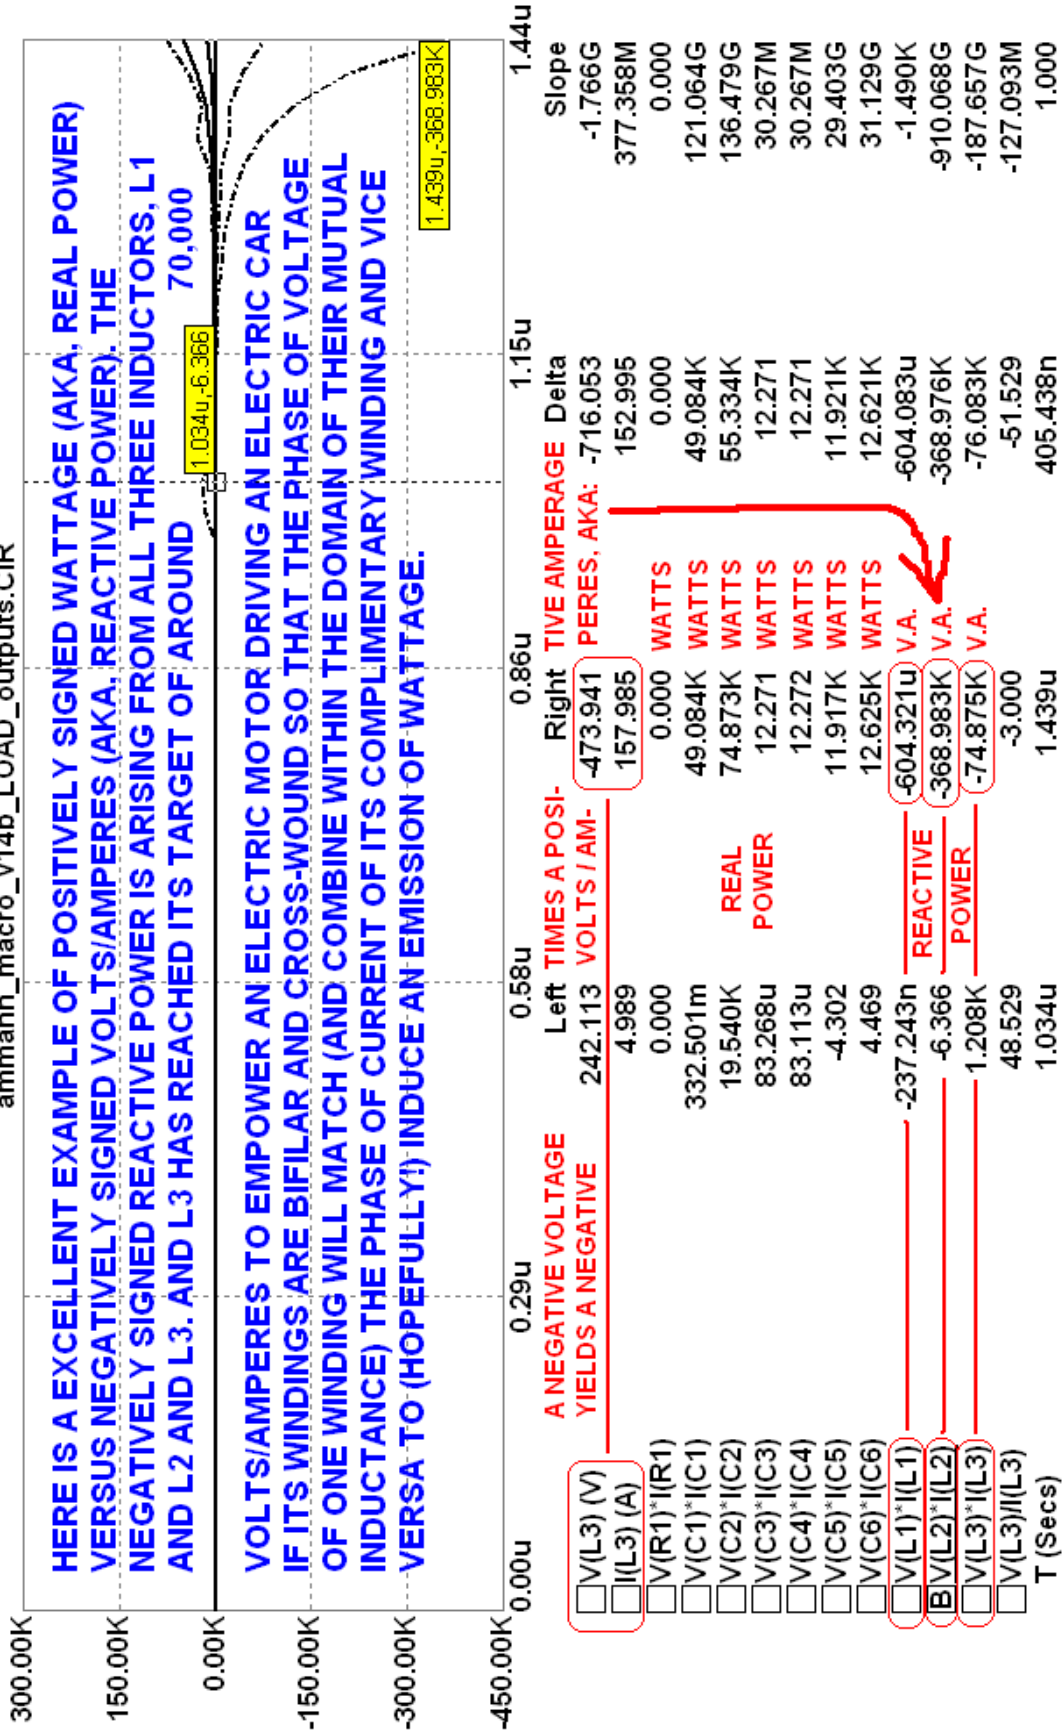 ammann_macro_v14b_LOAD_outputs.CIR
300.00K
150.00K
0.00K
-150.00K
-300.00K
-450.00K
HERE IS A EXCELLENT EXAMPLE OF POSITIVELY SIGNED WATTAGE (AKA, REAL POWER)
VERSUS NEGATIVELY SIGNED VOLTS/AMPERES (AKA, REACTIVE POWER). THE
NEGATIVELY SIGNED REACTIVE POWER IS ARISING FROM ALL THREE INDUCTORS, L1
AND L2 AND L3. AND L3 HAS REACHED ITS TARGET OF AROUND 70,000
VOLTS/AMPERES TO EMPOWER AN ELECTRIC MOTOR DRIVING AN ELECTRIC CAR
IF ITS WINDINGS ARE BIFILAR AND CROSS-WOUND SO THAT THE PHASE OF VOLTAGE
OF ONE WINDING WILL MATCH (AND COMBINE WITHIN THE DOMAIN OF THEIR MUTUAL
INDUCTANCE) THE PHASE OF CURRENT OF ITS COMPLIMENTARY WINDING AND VICE
VERSA TO (HOPEFULLY!) INDUCE AN EMISSION OF WATTAGE.
1.034u,-6.366
1.439u,-368.983K
0.00u 0.29u 0.58u 0.86u 1.15u 1.44u
A NEGATIVE VOLTAGE Left TIMES A POSI- Right TIVE AMPERAGE Delta Slope
V(L3) (V) YIELDS A NEGATIVE 242.113 VOLTS / AM- -473.941 PERES, AKA: -716.053 -1.766G
I(L3) (A) 4.989 157.985 152.995 377.358M
V(R1)*I(R1) 0.000 0.000 WATTS 0.000 0.000
V(C1)*I(C1) 332.501m 49.084K WATTS 49.084K 121.064G
V(C2)*I(C2) 19.540K REAL 74.873K WATTS 55.334K 136.479G
V(C3)*I(C3) 83.268u POWER 12.271 WATTS 12.271 30.267M
V(C4)*I(C4) 83.113u 12.272 WATTS 12.271 30.267M
V(C5)*I(C5) -4.302 11.917K WATTS 11.921K 29.403G
V(C6)*I(C6) 4.469 12.625K WATTS 12.621K 31.129G
V(L1)*I(L1) -237.243n -604.321u V.A. -604.083u -1.490K
B V(L2)*I(L2) -6.366 REACTIVE -368.983K V.A. -368.976K -910.068G
V(L3)*I(L3) 1.208K POWER -74.875K V.A. -76.083K -187.657G
V(L3)/I(L3) 48.529 -3.000 -51.529 -127.093M
T (Secs) 1.034u 1.439u 405.438n 1.000